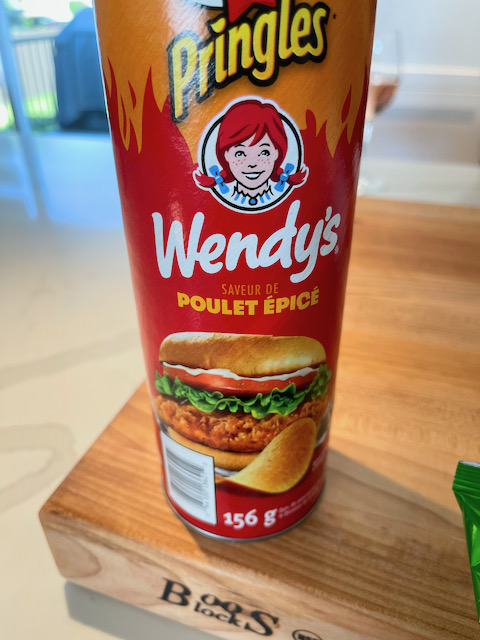 Pringles
Wendy's
SAVEUR DE
POULET ÉPICÉ
156 g
BOOS
Blocks